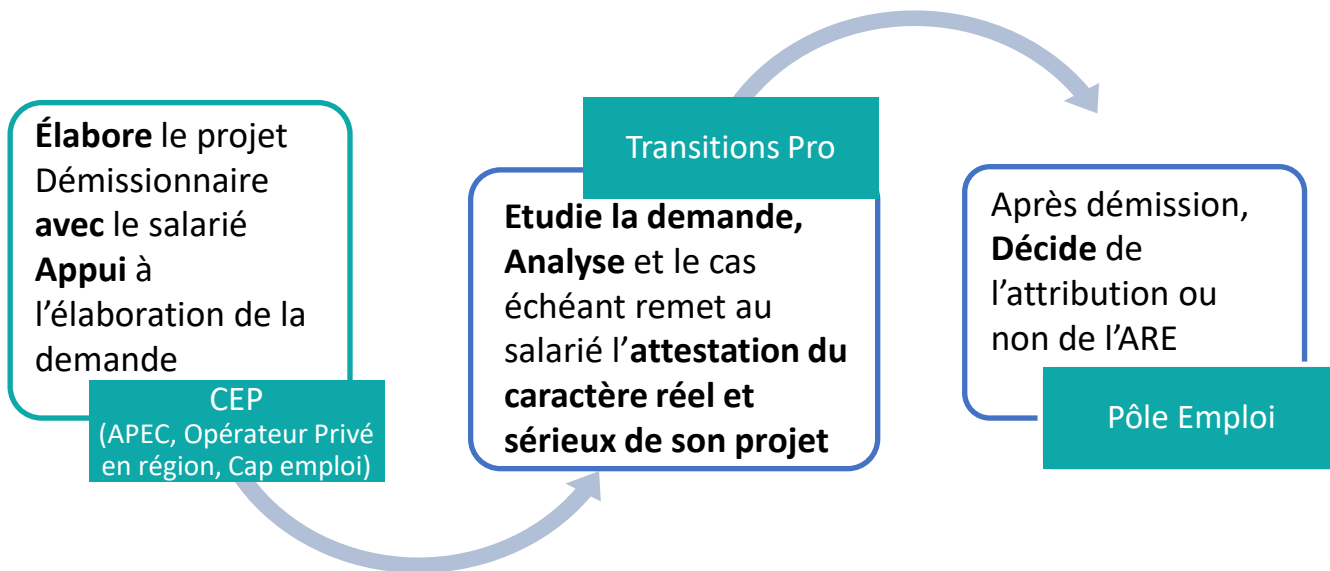 Élabore le projet
Démissionnaire
avec le salarié
Appui à
l’élaboration de la
demande
CEP
(APEC, Opérateur Privé
en région, Cap emploi)
Transitions Pro
Etudie la demande,
Analyse et le cas
échéant remet au
salarié l’attestation du
caractère réel et
sérieux de son projet
Après démission,
Décide de
l’attribution ou
non de l’ARE
Pôle Emploi